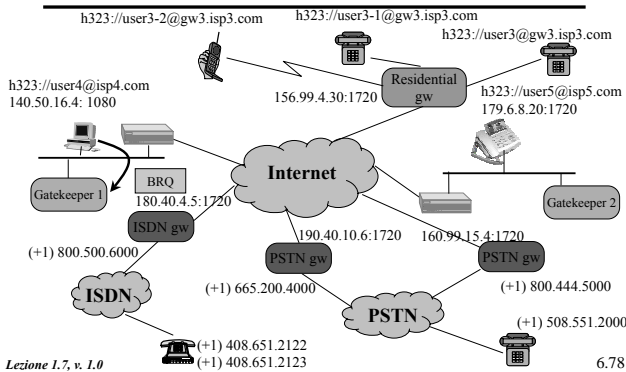 h323://user3-1@gw3.isp3.com
h323://user3-2@gw3.isp3.com
h323://user3@gw3.isp3.com
h323://user4@isp4.com
140.50.16.4: 1080
Residential
gw
156.99.4.30:1720
h323://user5@isp5.com
179.6.8.20:1720
Internet
Gatekeeper 1
BRQ
180.40.4.5:1720
Gatekeeper 2
ISDN gw
190.40.10.6:1720
160.99.15.4:1720
(+1) 800.500.6000
PSTN gw
PSTN gw
(+1) 665.200.4000
(+1) 800.444.5000
ISDN
PSTN
(+1) 508.551.2000
(+1) 408.651.2122
(+1) 408.651.2123
Lezione 1.7, v. 1.0
6.78